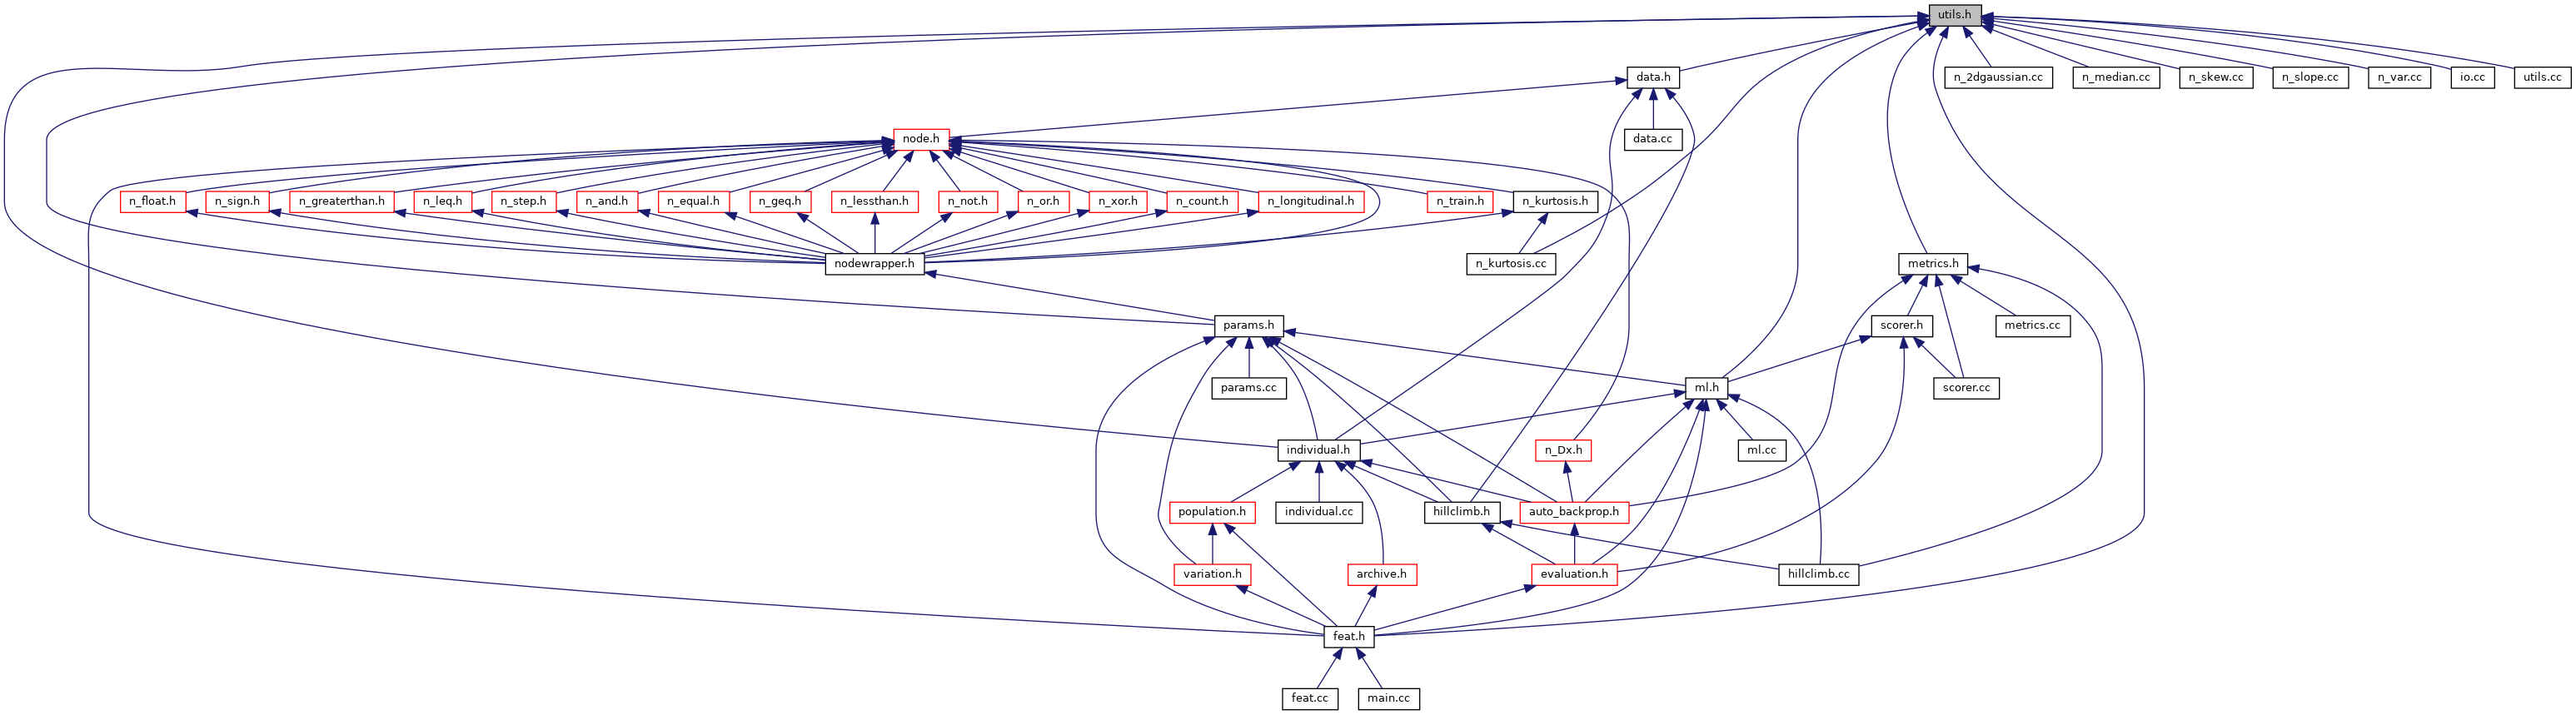 utils.h
data.h
n_2dgaussian.cc
n_median.cc
n_skew.cc
n_slope.cc
n_var.cc
io.cc
utils.cc
node.h
data.cc
n_float.h
n_sign.h
n_greaterthan.h
n_leq.h
n_step.h
n_and.h
n_equal.h
n_geq.h
n_lessthan.h
n_not.h
n_or.h
n_xor.h
n_count.h
n_longitudinal.h
n_train.h
n_kurtosis.h
nodewrapper.h
n_kurtosis.cc
metrics.h
params.h
scorer.h
metrics.cc
params.cc
ml.h
scorer.cc
individual.h
n_Dx.h
ml.cc
population.h
individual.cc
hillclimb.h
auto_backprop.h
variation.h
archive.h
evaluation.h
hillclimb.cc
feat.h
feat.cc
main.cc